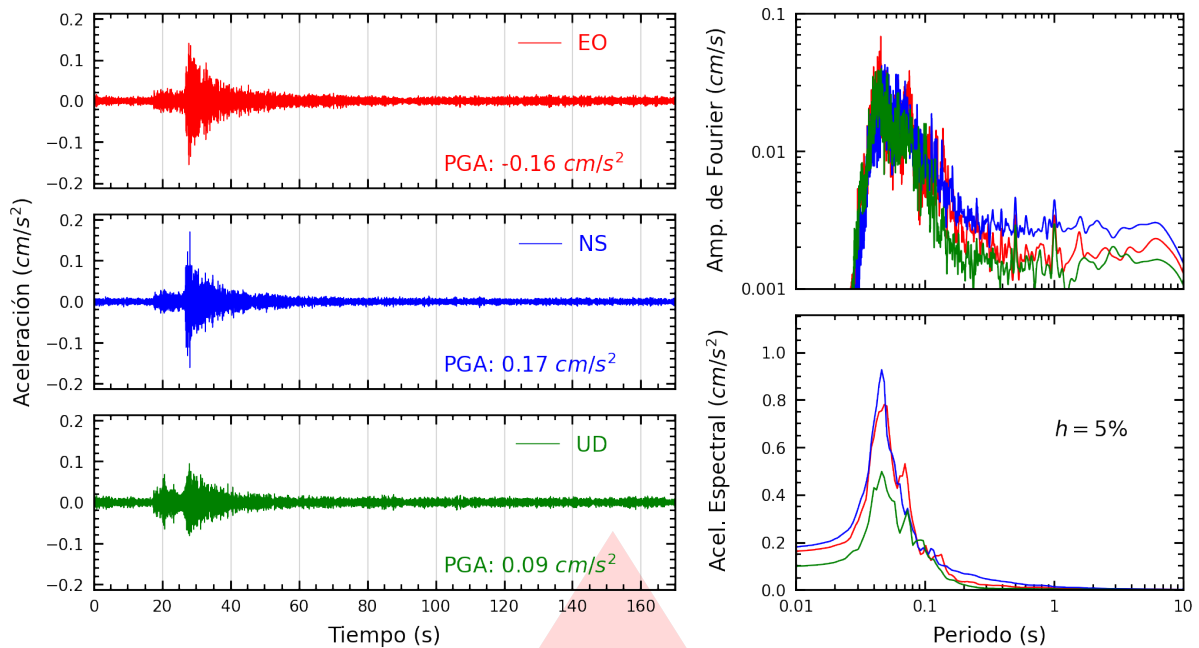 Aceleración (cm/s²)
0.2
0.1
0.0
−0.1
−0.2
EO
PGA: -0.16 cm/s²
0.2
0.1
0.0
−0.1
−0.2
NS
PGA: 0.17 cm/s²
0.2
0.1
0.0
−0.1
−0.2
UD
PGA: 0.09 cm/s²
0 20 40 60 80 100 120 140 160
Tiempo (s)
Amp. de Fourier (cm/s)
0.1
0.01
0.001
Acel. Espectral (cm/s²)
1.0
0.8
0.6
0.4
0.2
0.0
h = 5%
0.01 0.1 1 10
Periodo (s)